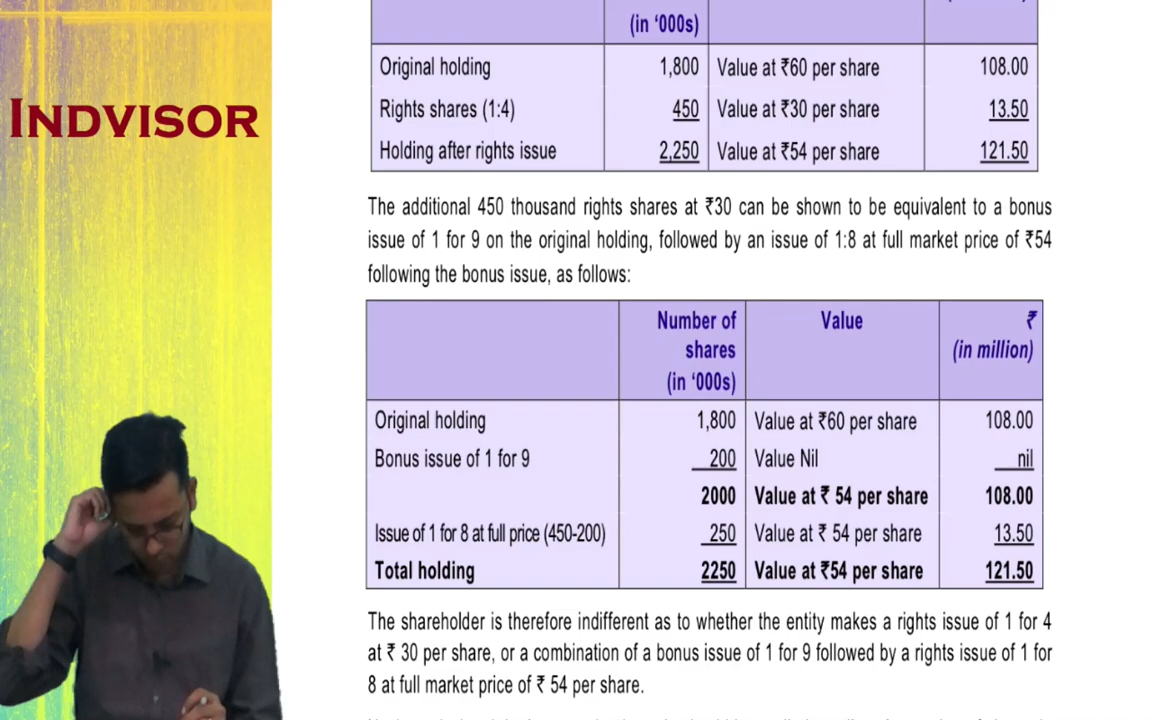 INDVISOR
(in ‘000s)
Original holding 1,800 Value at ₹60 per share 108.00
Rights shares (1:4) 450 Value at ₹30 per share 13.50
Holding after rights issue 2,250 Value at ₹54 per share 121.50
The additional 450 thousand rights shares at ₹30 can be shown to be equivalent to a bonus
issue of 1 for 9 on the original holding, followed by an issue of 1:8 at full market price of ₹54
following the bonus issue, as follows:
Number of Value ₹
shares (in million)
(in ‘000s)
Original holding 1,800 Value at ₹60 per share 108.00
Bonus issue of 1 for 9 200 Value Nil nil
2000 Value at ₹ 54 per share 108.00
Issue of 1 for 8 at full price (450-200) 250 Value at ₹ 54 per share 13.50
Total holding 2250 Value at ₹54 per share 121.50
The shareholder is therefore indifferent as to whether the entity makes a rights issue of 1 for 4
at ₹ 30 per share, or a combination of a bonus issue of 1 for 9 followed by a rights issue of 1 for
8 at full market price of ₹ 54 per share.